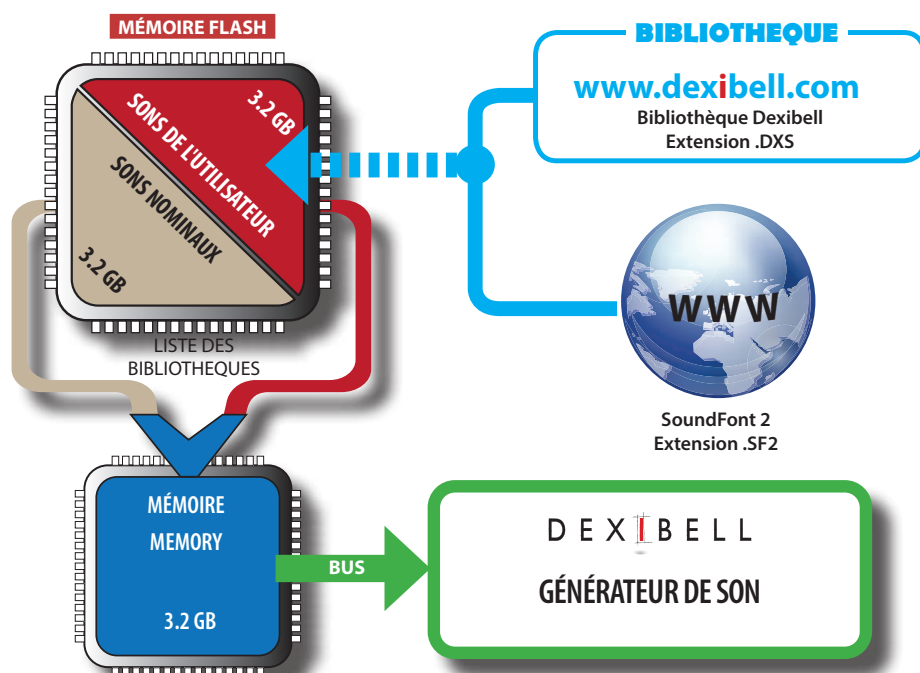 MÉMOIRE FLASH
3.2 GB
SONS DE L'UTILISATEUR
SONS NOMINAUX
3.2 GB
LISTE DES
BIBLIOTHEQUES
BIBLIOTHEQUE
www.dexibell.com
Bibliothèque Dexibell
Extension .DXS
WWW
SoundFont 2
Extension .SF2
MÉMOIRE
MEMORY
3.2 GB
BUS
DEXIBELL
GÉNÉRATEUR DE SON